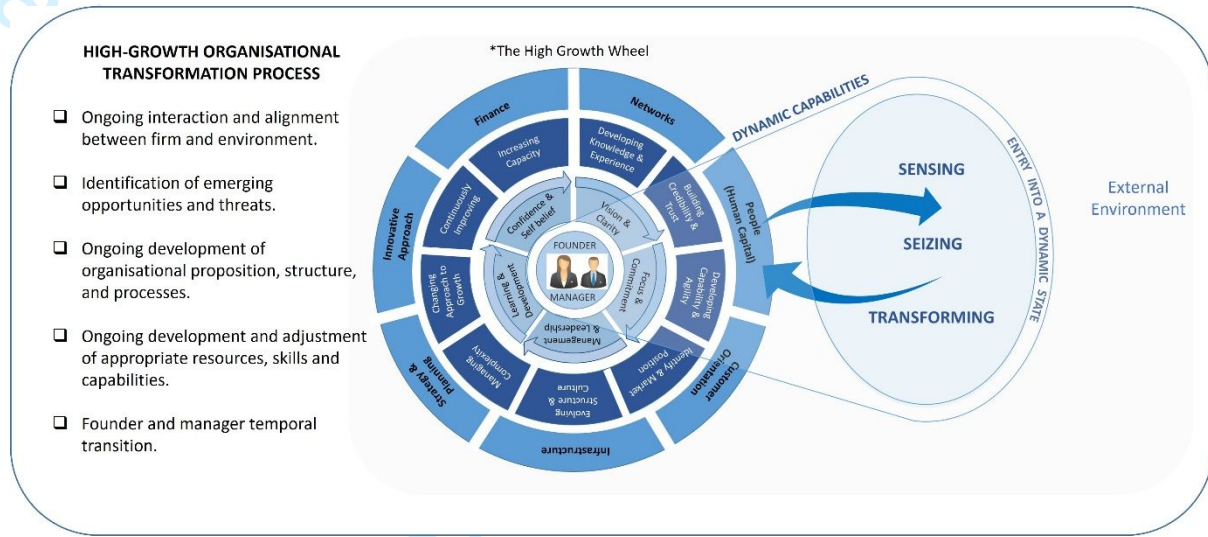 HIGH-GROWTH ORGANISATIONAL
TRANSFORMATION PROCESS
Ongoing interaction and alignment
between firm and environment.
Identification of emerging
opportunities and threats.
Ongoing development of
organisational proposition, structure,
and processes.
Ongoing development and adjustment
of appropriate resources, skills and
capabilities.
Founder and manager temporal
transition.
*The High Growth Wheel
Finance
Networks
People
(Human Capital)
Customer
Orientation
Infrastructure
Strategy &
Planning
Innovative
Approach
Increasing
Capacity
Developing
Knowledge &
Experience
Building
Credibility &
Trust
Developing
Capability &
Agility
Identify & Market
Position
Evolving
Structure &
Culture
Managing
Complexity
Changing
Approach to
Growth
Continuously
Improving
Confidence &
Self belief
Vision &
Clarity
Focus &
Commitment
Management
& Leadership
Learning &
Development
FOUNDER
MANAGER
DYNAMIC CAPABILITIES
SENSING
SEIZING
TRANSFORMING
ENTRY INTO A DYNAMIC STATE
External
Environment